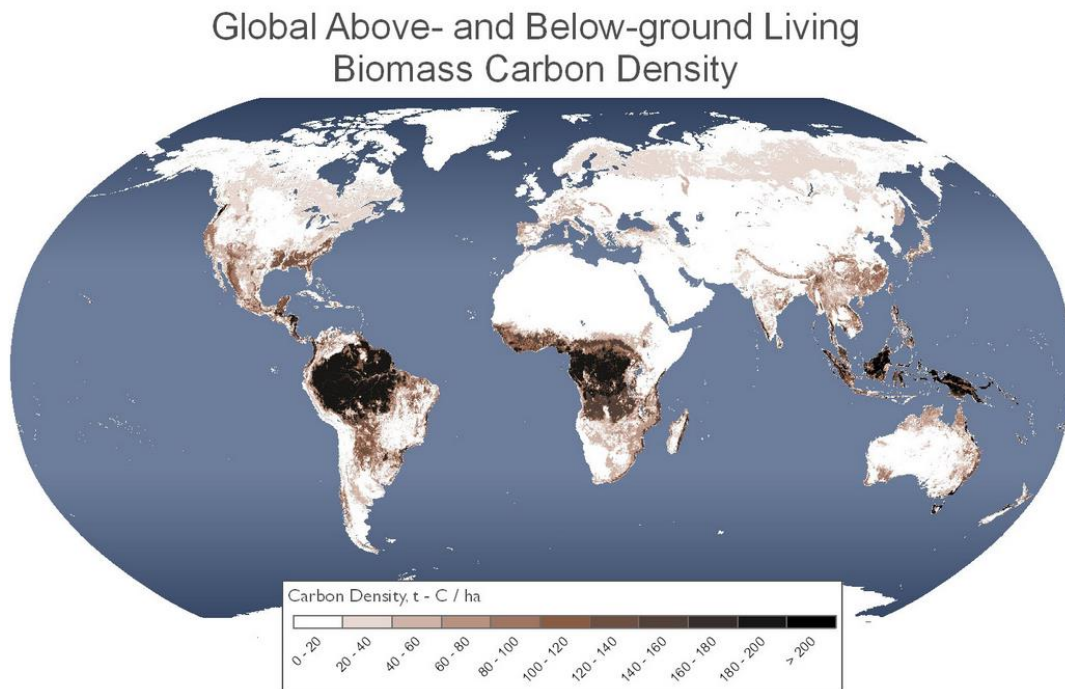 Global Above- and Below-ground Living
Biomass Carbon Density
Carbon Density, t - C / ha
0 - 20
20 - 40
40 - 60
60 - 80
80 - 100
100 - 120
120 - 140
140 - 160
160 - 180
180 - 200
> 200